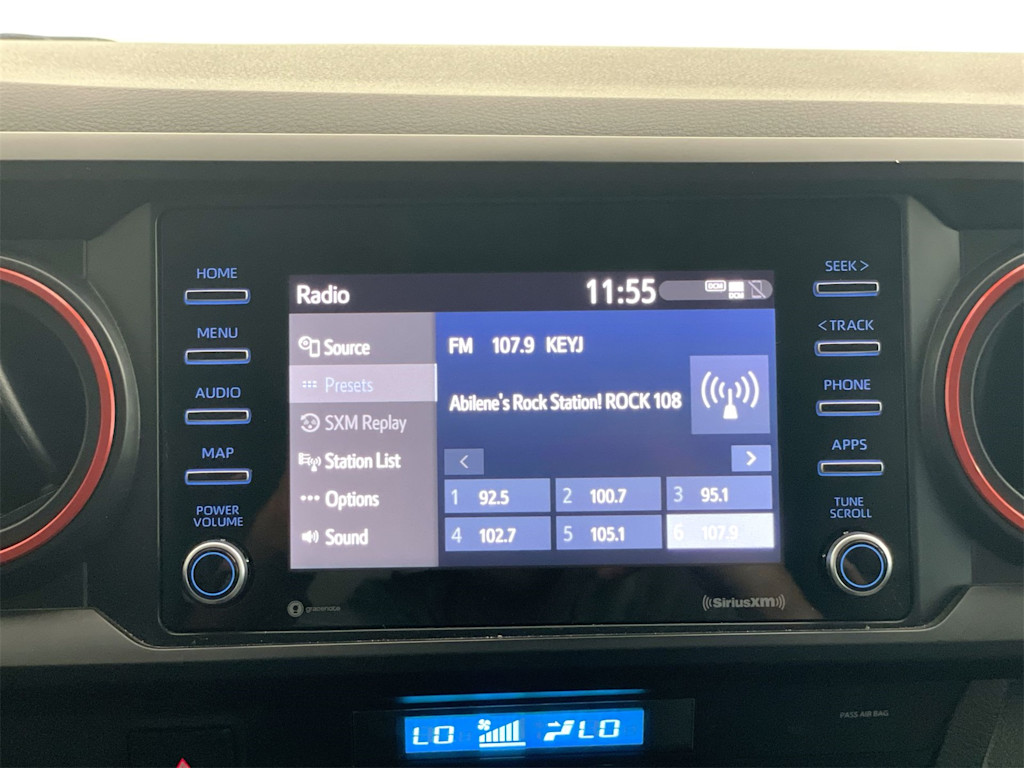 HOME
MENU
AUDIO
MAP
POWER
VOLUME
Radio 11:55 DCM DCM
Source
Presets
SXM Replay
Station List
Options
Sound
FM 107.9 KEYJ
Abilene's Rock Station! ROCK 108
< >
1 92.5 2 100.7 3 95.1
4 102.7 5 105.1 6 107.9
SEEK >
< TRACK
PHONE
APPS
TUNE
SCROLL
gracenote
SiriusXM
LO LO
PASS AIR BAG